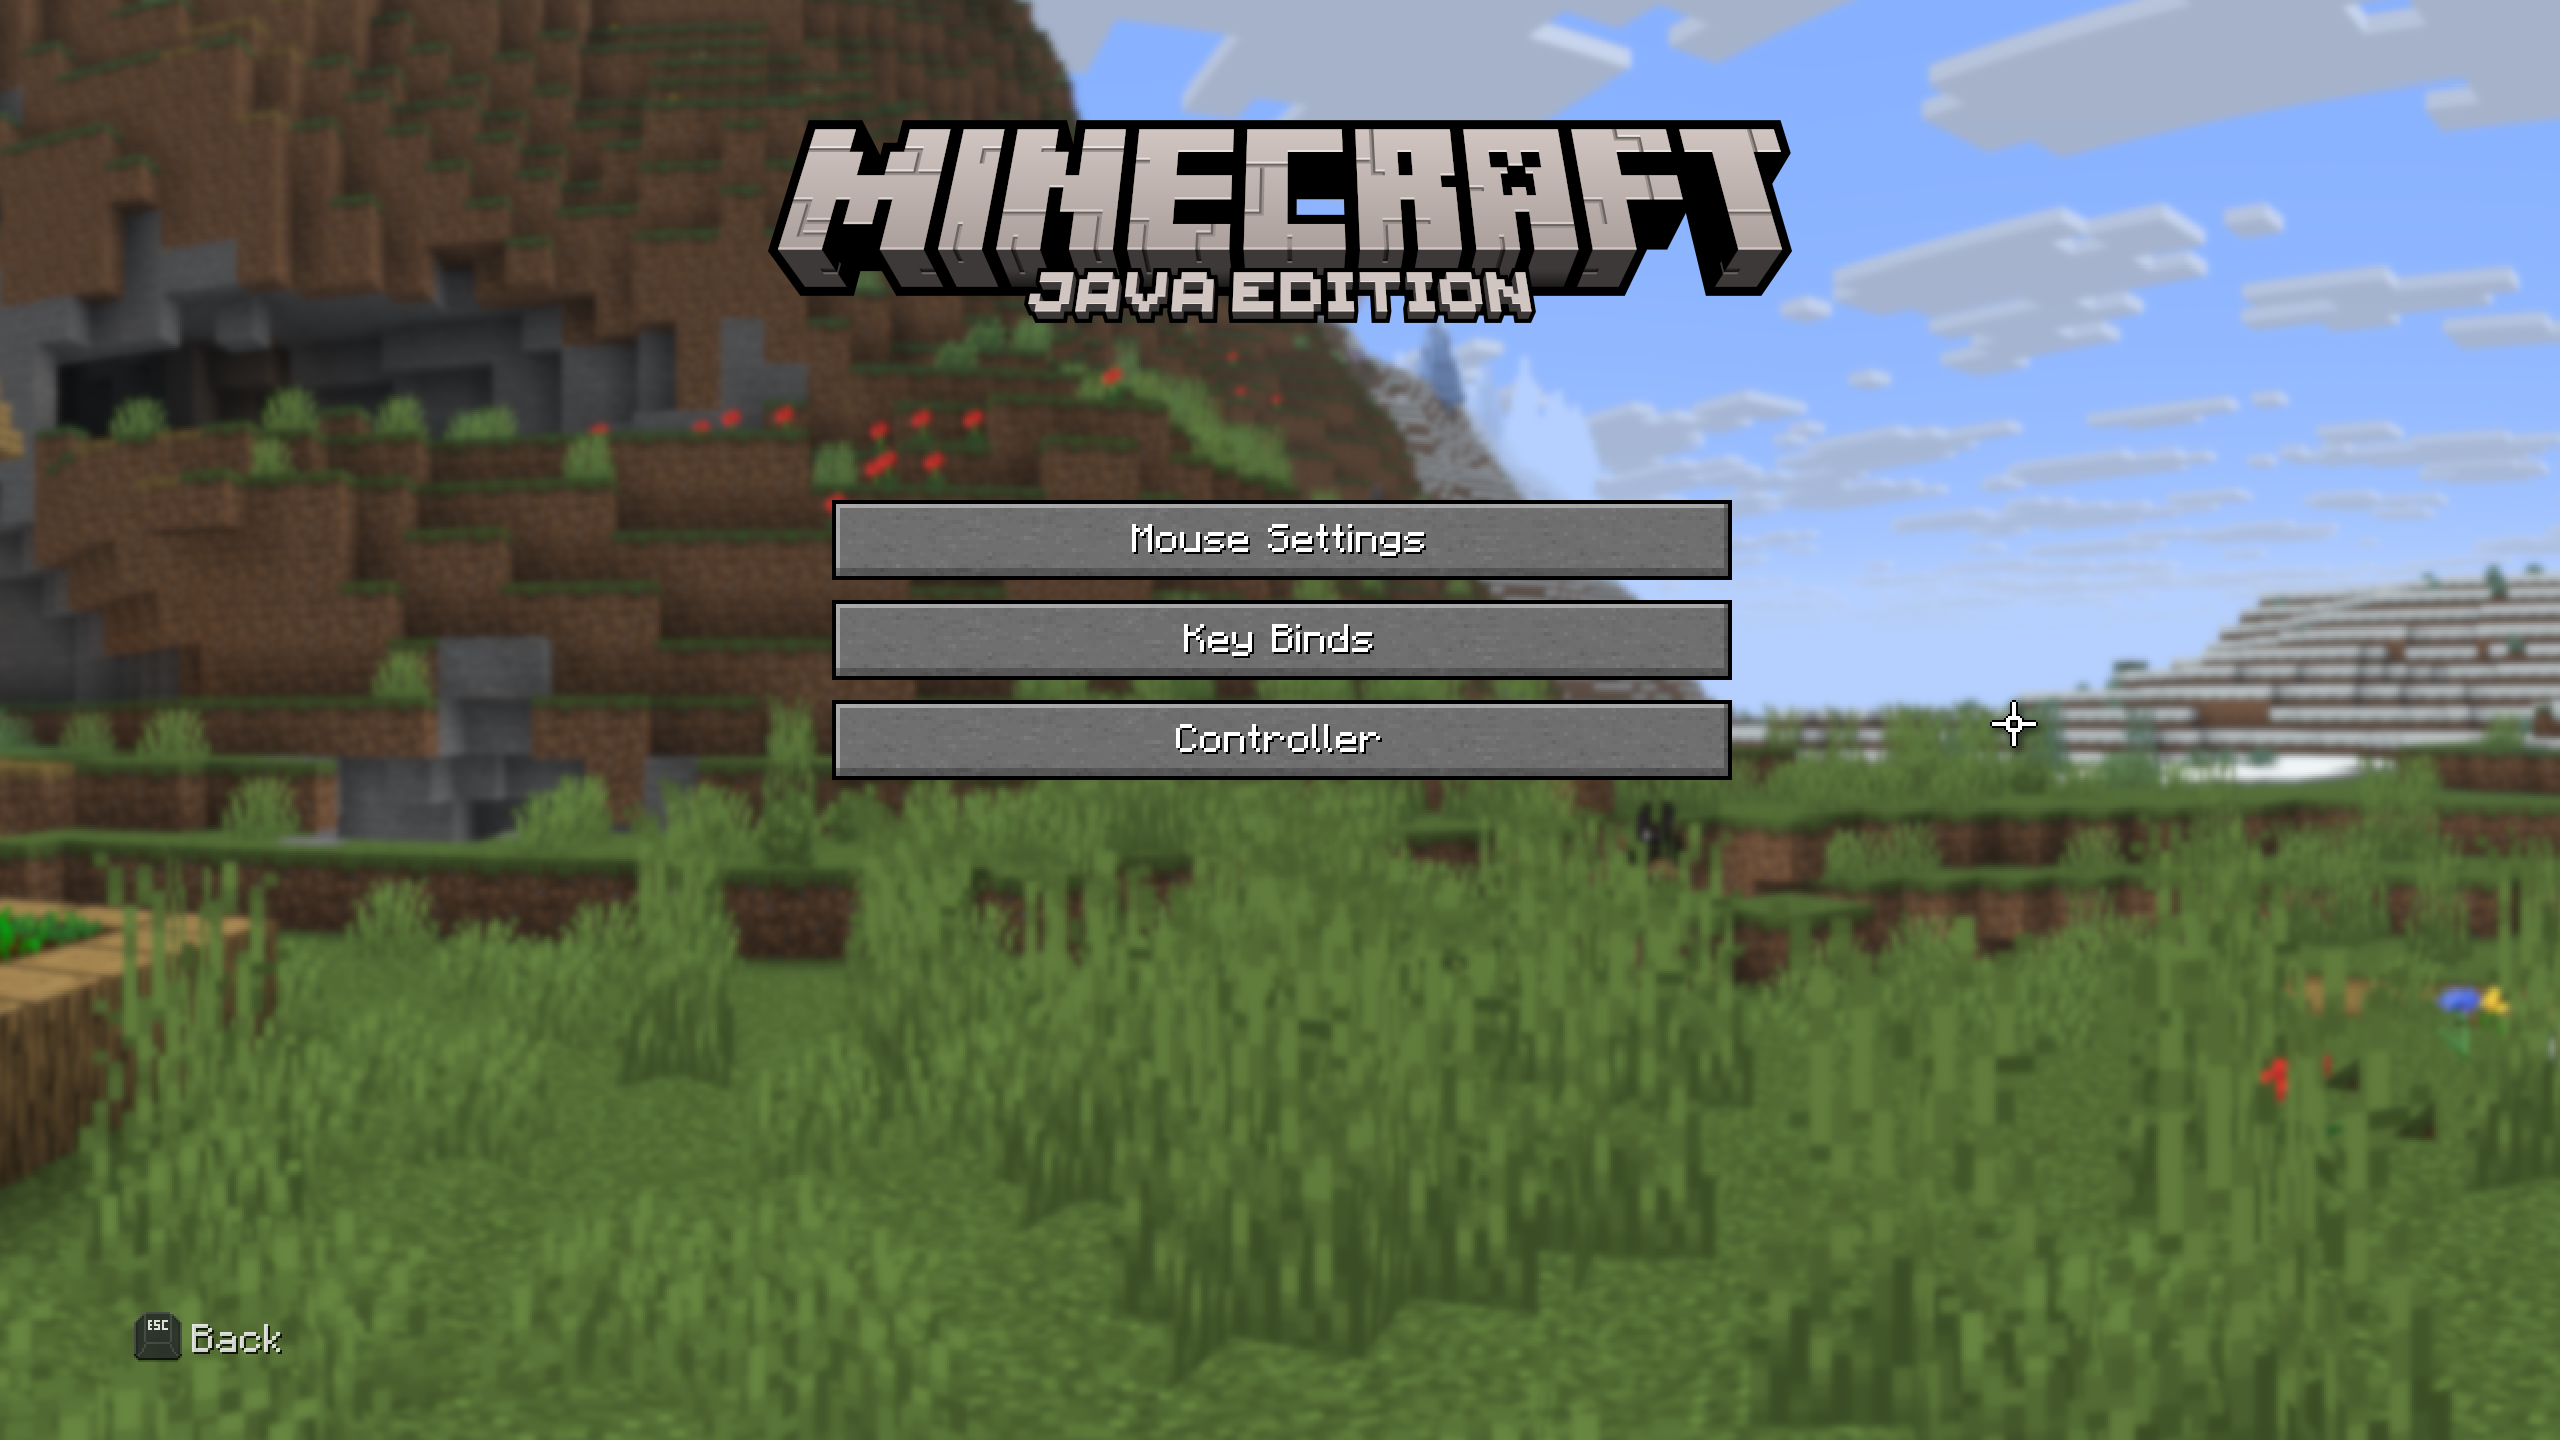 MINECRAFT
JAVA EDITION
Mouse Settings
Key Binds
Controller
ESC Back